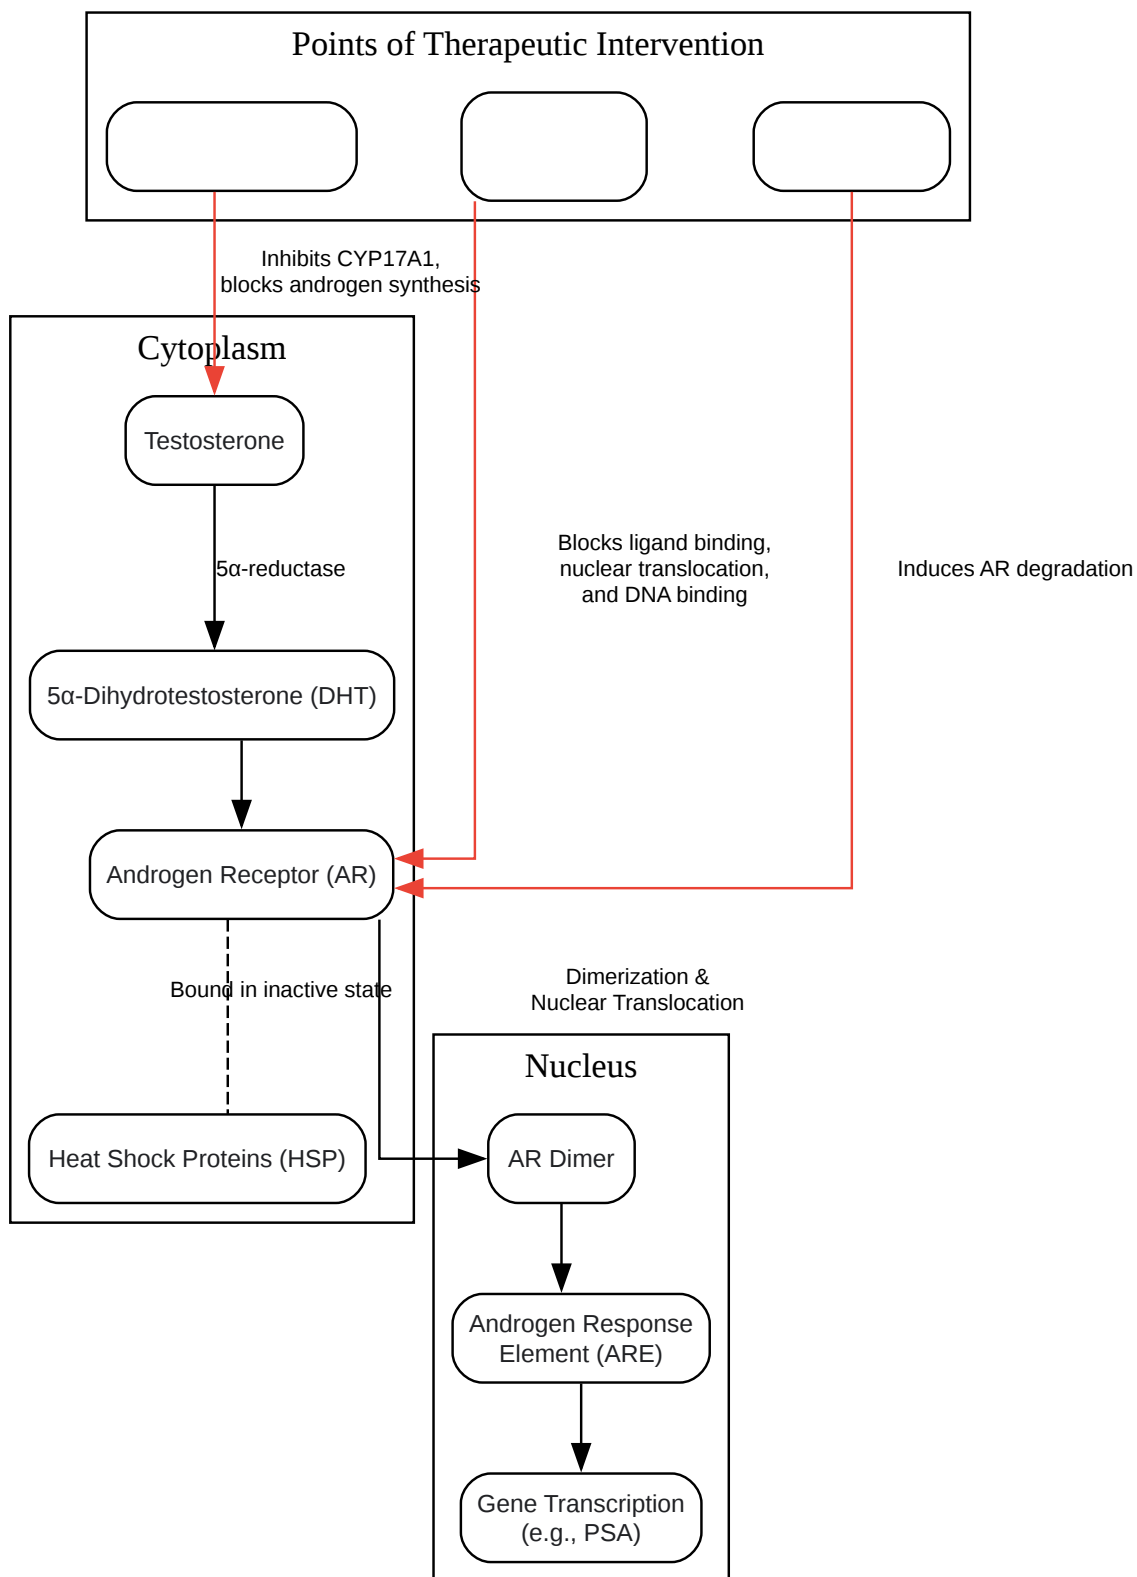 Points of Therapeutic Intervention
Inhibits CYP17A1,
blocks androgen synthesis
Cytoplasm
Testosterone
5α-reductase
Blocks ligand binding,
nuclear translocation,
and DNA binding
Induces AR degradation
5α-Dihydrotestosterone (DHT)
Androgen Receptor (AR)
Bound in inactive state
Dimerization &
Nuclear Translocation
Nucleus
Heat Shock Proteins (HSP)
AR Dimer
Androgen Response
Element (ARE)
Gene Transcription
(e.g., PSA)